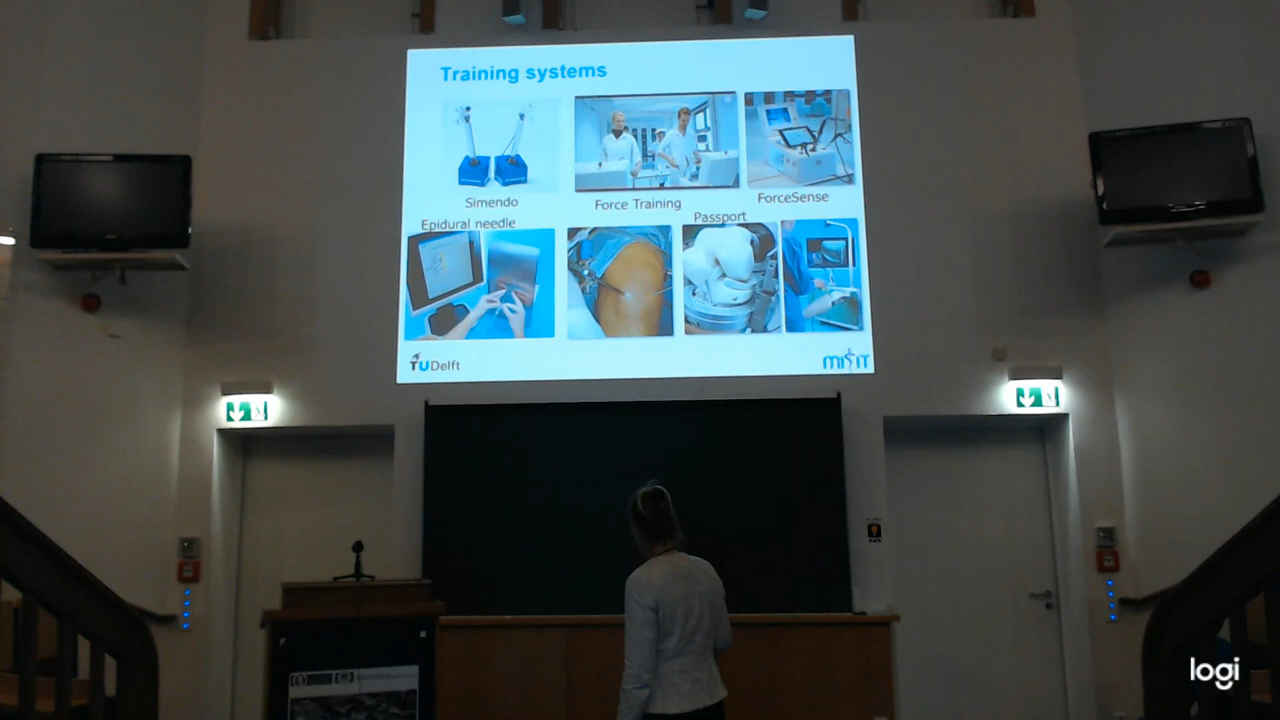 Training systems
Simendo
Force Training
ForceSense
Epidural needle
Passport
TUDelft
MISIT
logi